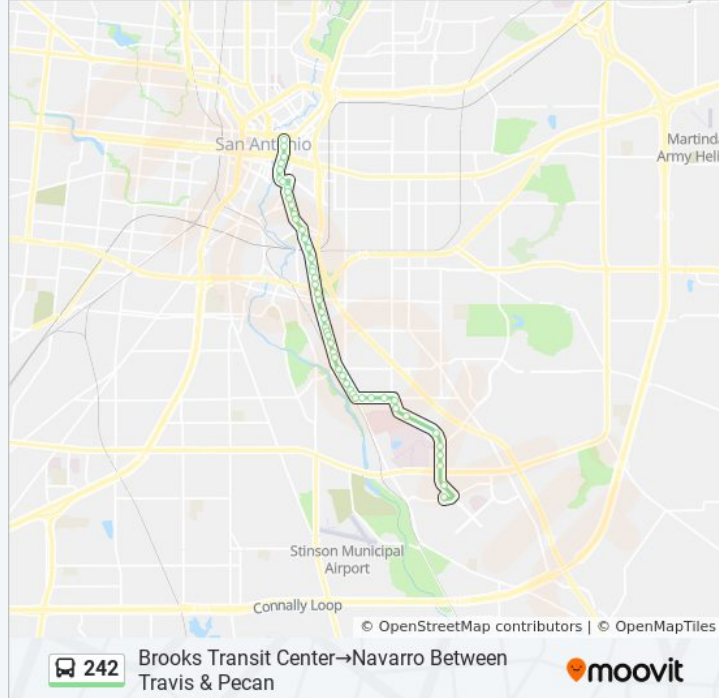 San Antonio
Martinda
Army Heli
Stinson Municipal
Airport
Connally Loop
© OpenStreetMap contributors | © OpenMapTiles
242
Brooks Transit Center→Navarro Between
Travis & Pecan
moovit